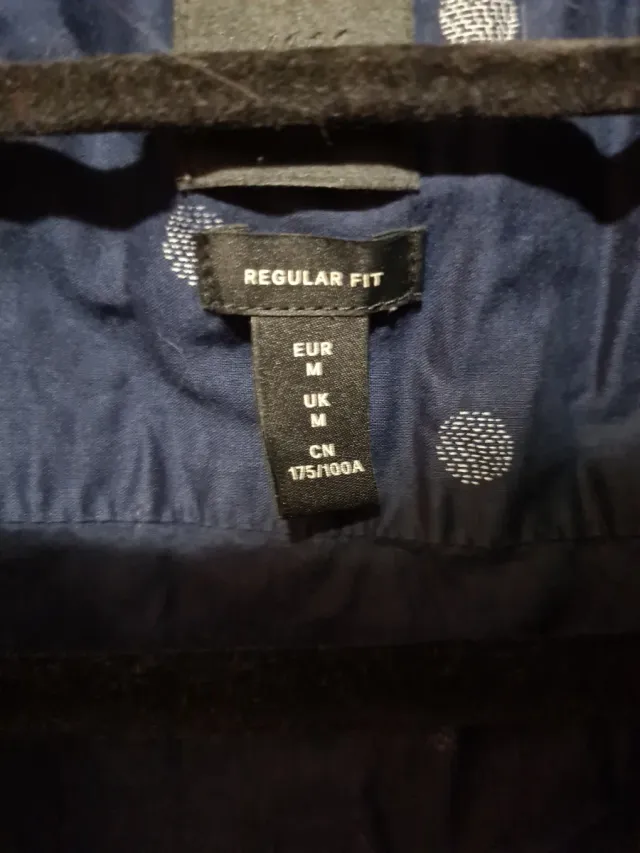 REGULAR FIT
EUR
M
UK
M
CN
175/100A